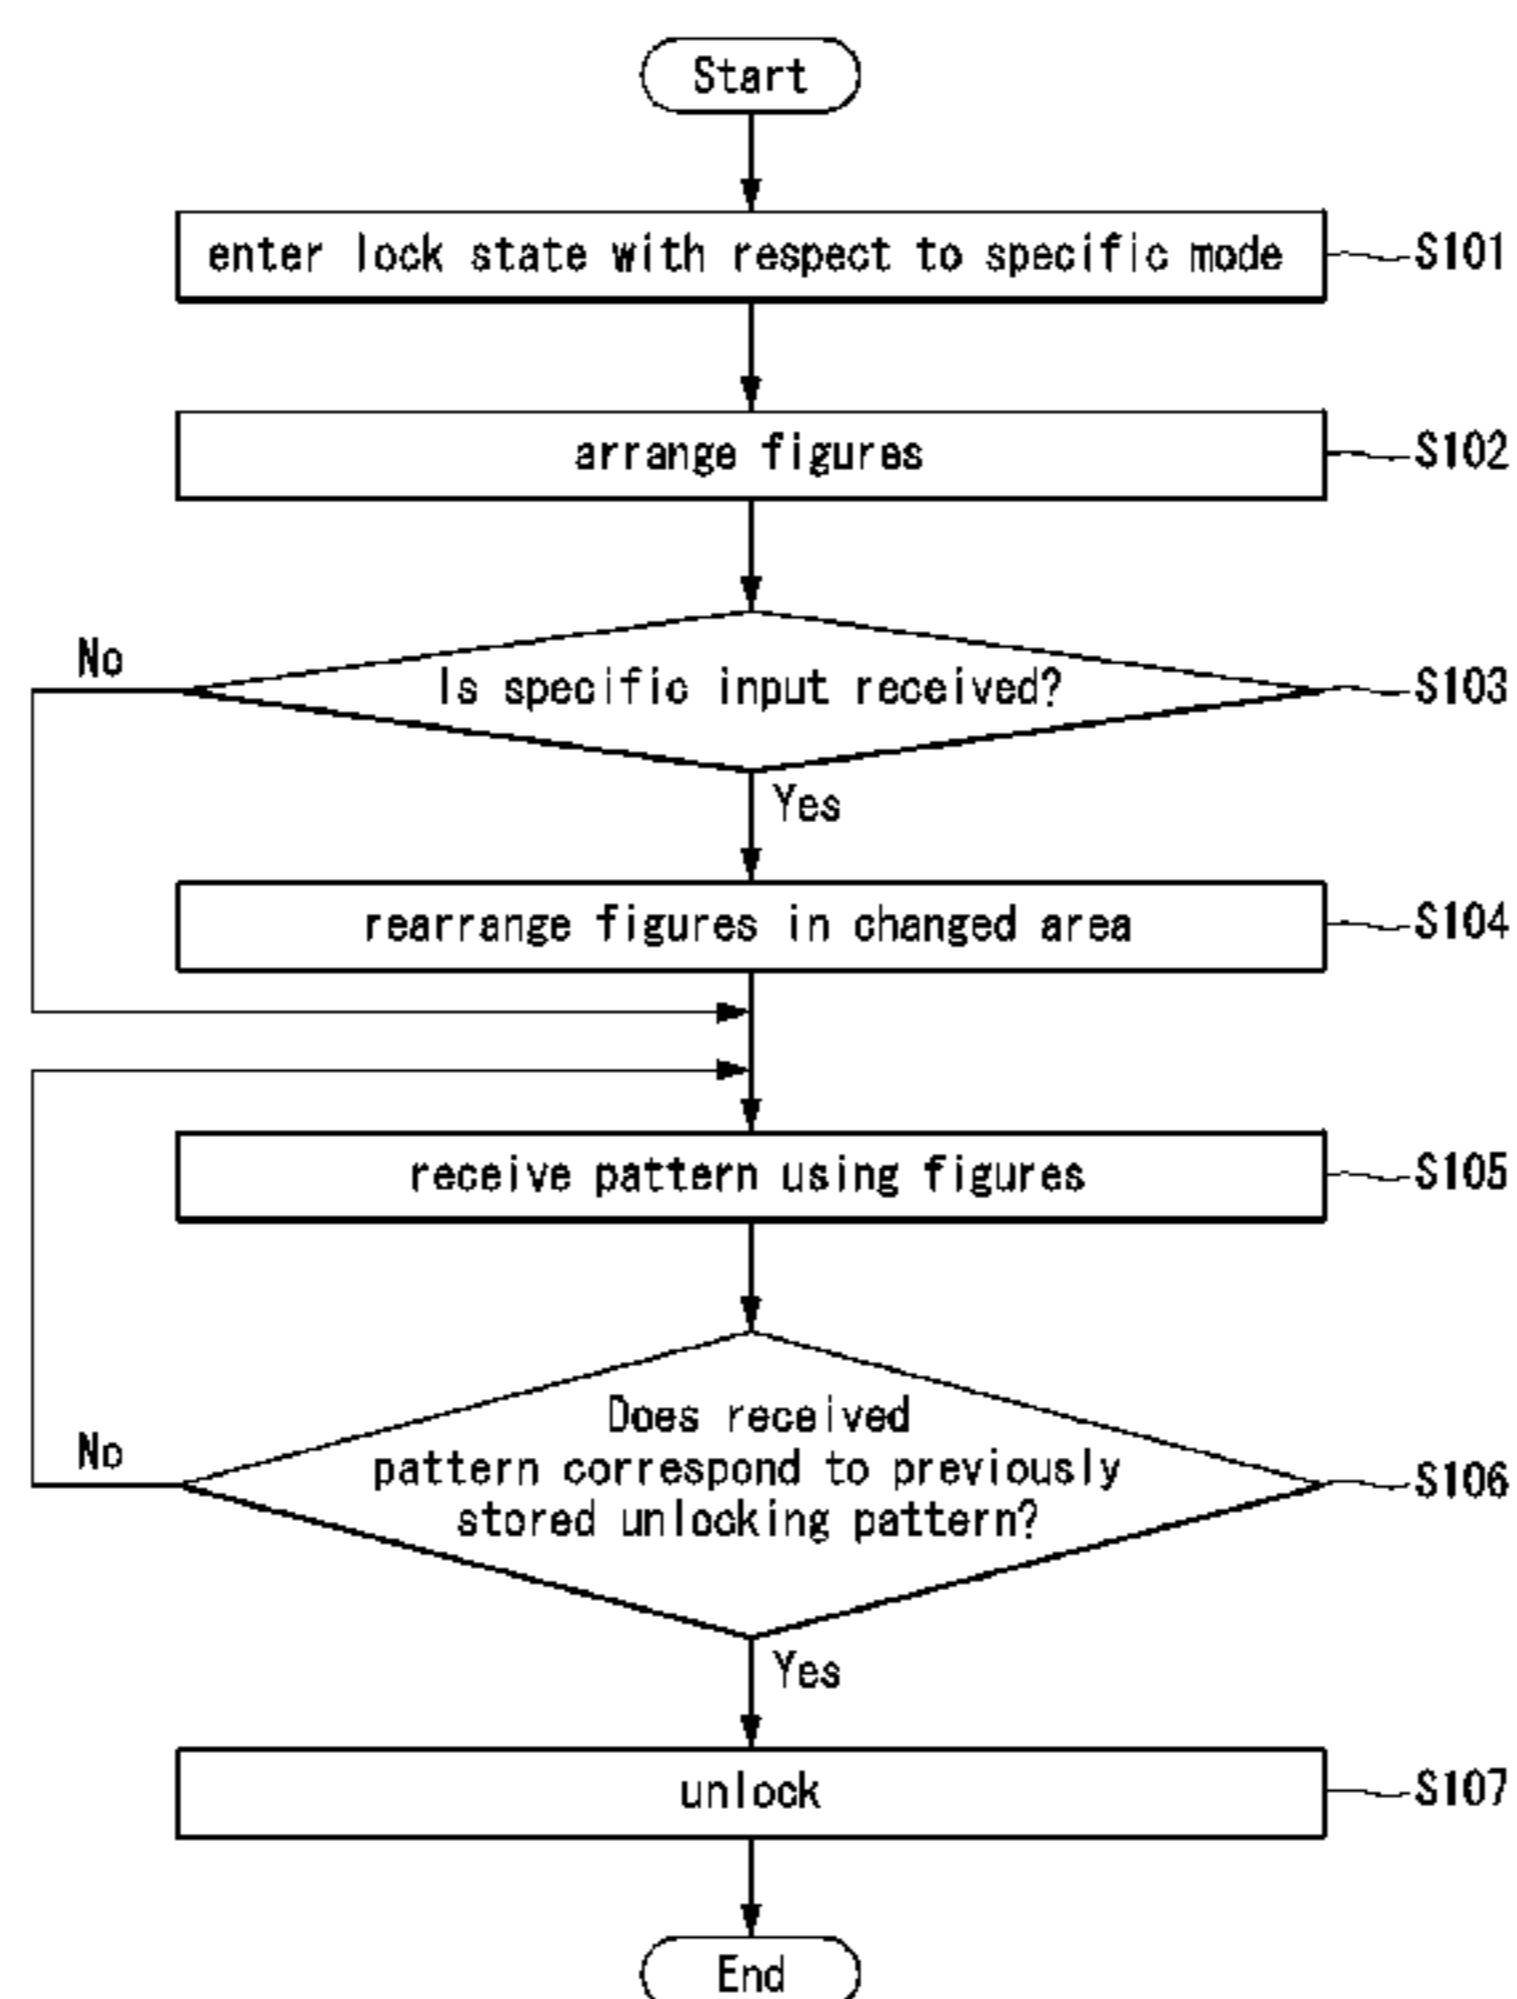 Start
enter lock state with respect to specific mode
S101
arrange figures
S102
No
Is specific input received?
S103
Yes
rearrange figures in changed area
S104
receive pattern using figures
S105
Does received
pattern correspond to previously
stored unlocking pattern?
No
S106
Yes
unlock
S107
End